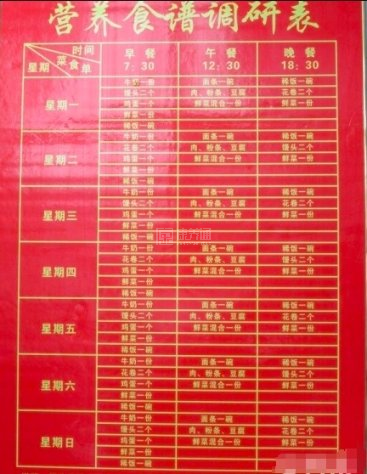 营养食谱调研表
时间 早餐 午餐 晚餐
菜食单
星期 7:30 12:30 18:30
牛奶一份 面条一碗 稀饭一碗
馒头二个 肉、粉条、豆腐 花卷二个
星期一 鸡蛋一个 鲜菜混合一份 鲜菜一份
鲜菜一份
稀饭一碗
牛奶一份 面条一碗 稀饭一碗
花卷二个 肉、粉条、豆腐 馒头二个
星期二 鸡蛋一个 鲜菜混合一份 鲜菜一份
鲜菜一份
稀饭一碗
牛奶一份 面条一碗 稀饭一碗
馒头二个 肉、粉条、豆腐 花卷二个
星期三 鸡蛋一个 鲜菜混合一份 鲜菜一份
鲜菜一份
稀饭一碗
牛奶一份 面条一碗 稀饭一碗
花卷二个 肉、粉条、豆腐 馒头二个
星期四 鸡蛋一个 鲜菜混合一份 鲜菜一份
鲜菜一份
稀饭一碗
牛奶一份 面条一碗 稀饭一碗
馒头二个 肉、粉条、豆腐 花卷二个
星期五 鸡蛋一个 鲜菜混合一份 鲜菜一份
鲜菜一份
稀饭一碗
牛奶一份 面条一碗 稀饭一碗
花卷二个 肉、粉条、豆腐 馒头二个
星期六 鸡蛋一个 鲜菜混合一份 鲜菜一份
鲜菜一份
稀饭一碗
牛奶一份 面条一碗 稀饭一碗
馒头二个 肉、粉条、豆腐 花卷二个
星期日 鸡蛋一个 鲜菜混合一份 鲜菜一份
鲜菜一份
稀饭一碗